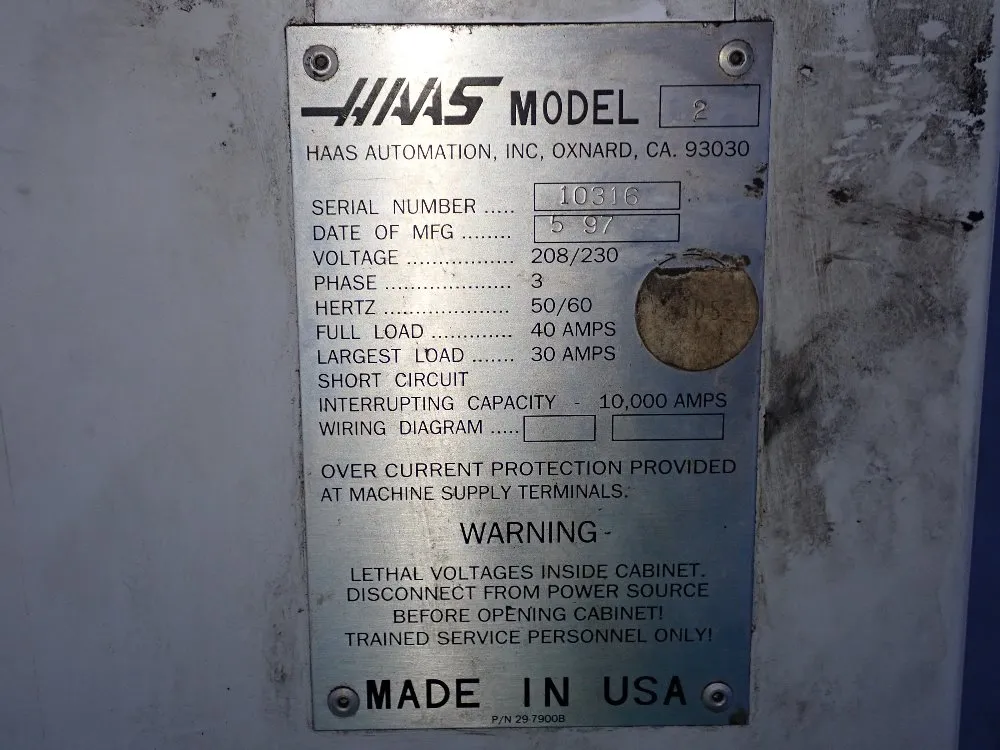 HAAS MODEL 2
HAAS AUTOMATION, INC, OXNARD, CA. 93030
SERIAL NUMBER ..... 10316
DATE OF MFG ........ 5 97
VOLTAGE ................. 208/230
PHASE .................... 3
HERTZ .................... 50/60
FULL LOAD ............. 40 AMPS
LARGEST LOAD ....... 30 AMPS
SHORT CIRCUIT
INTERRUPTING CAPACITY - 10,000 AMPS
WIRING DIAGRAM .....
OVER CURRENT PROTECTION PROVIDED
AT MACHINE SUPPLY TERMINALS.
WARNING -
LETHAL VOLTAGES INSIDE CABINET.
DISCONNECT FROM POWER SOURCE
BEFORE OPENING CABINET!
TRAINED SERVICE PERSONNEL ONLY!
MADE IN USA
P/N 29 7900B